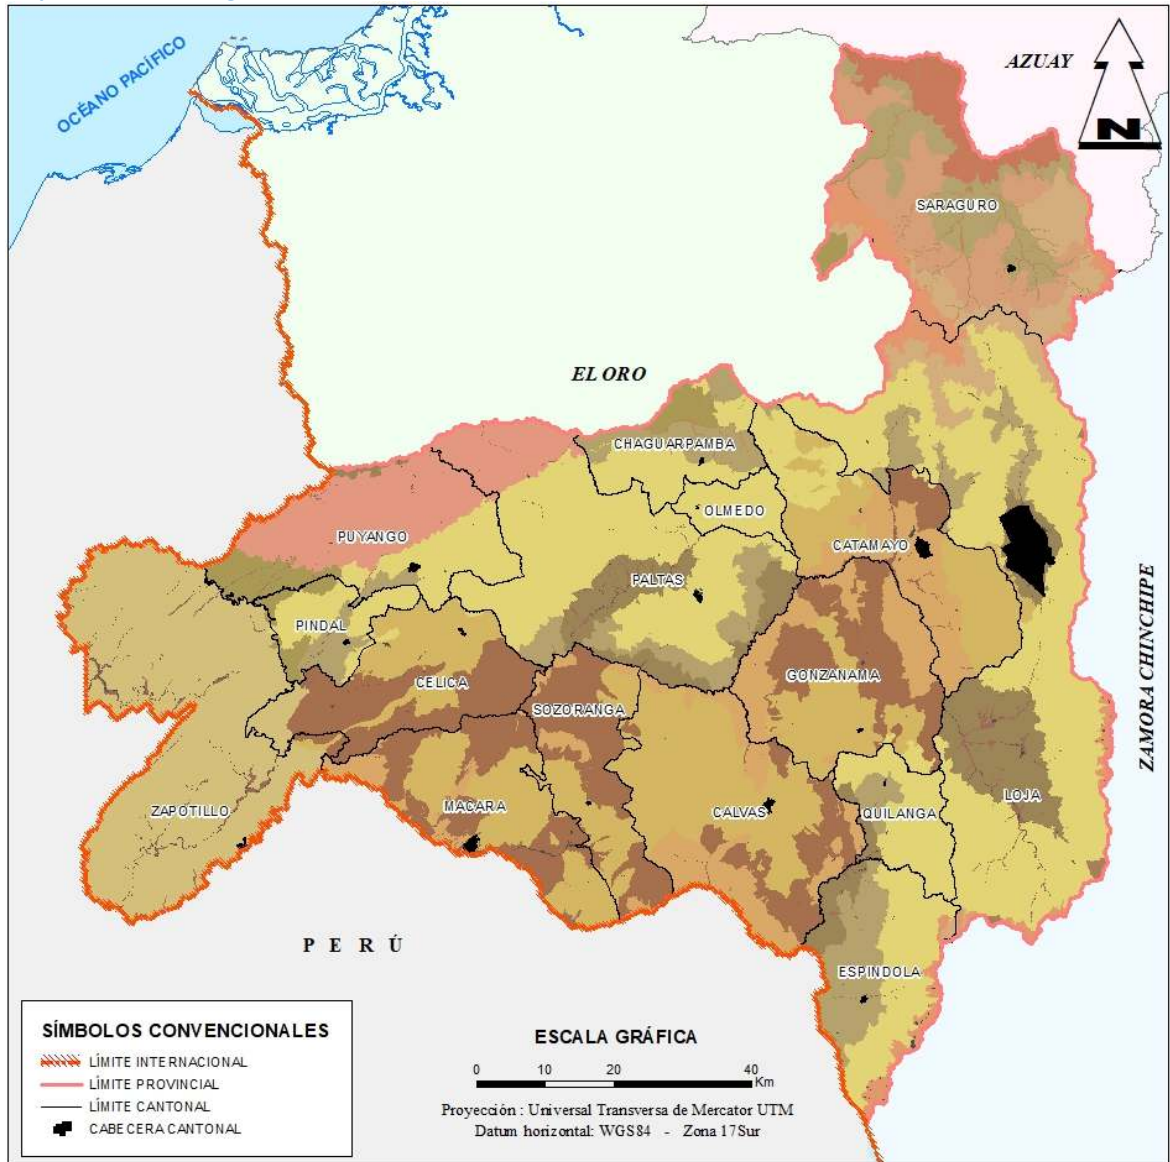 OCÉANO PACÍFICO
AZUAY
N
SARAGURO
EL ORO
CHAGUARPAMBA
OLMEDO
PUYANGO
CATAMAYO
PALTAS
PINDAL
ZAMORA CHINCHIPE
GONZANAMA
CELICA
SOZORANGA
LOJA
ZAPOTILLO
MACARA
CALVAS
QUILANGA
PERÚ
ESPINDOLA
SÍMBOLOS CONVENCIONALES
LÍMITE INTERNACIONAL
LÍMITE PROVINCIAL
LÍMITE CANTONAL
CABECERA CANTONAL
ESCALA GRÁFICA
0 10 20 40
Km
Proyección : Universal Transversa de Mercator UTM
Datum horizontal: WGS84 - Zona 17Sur